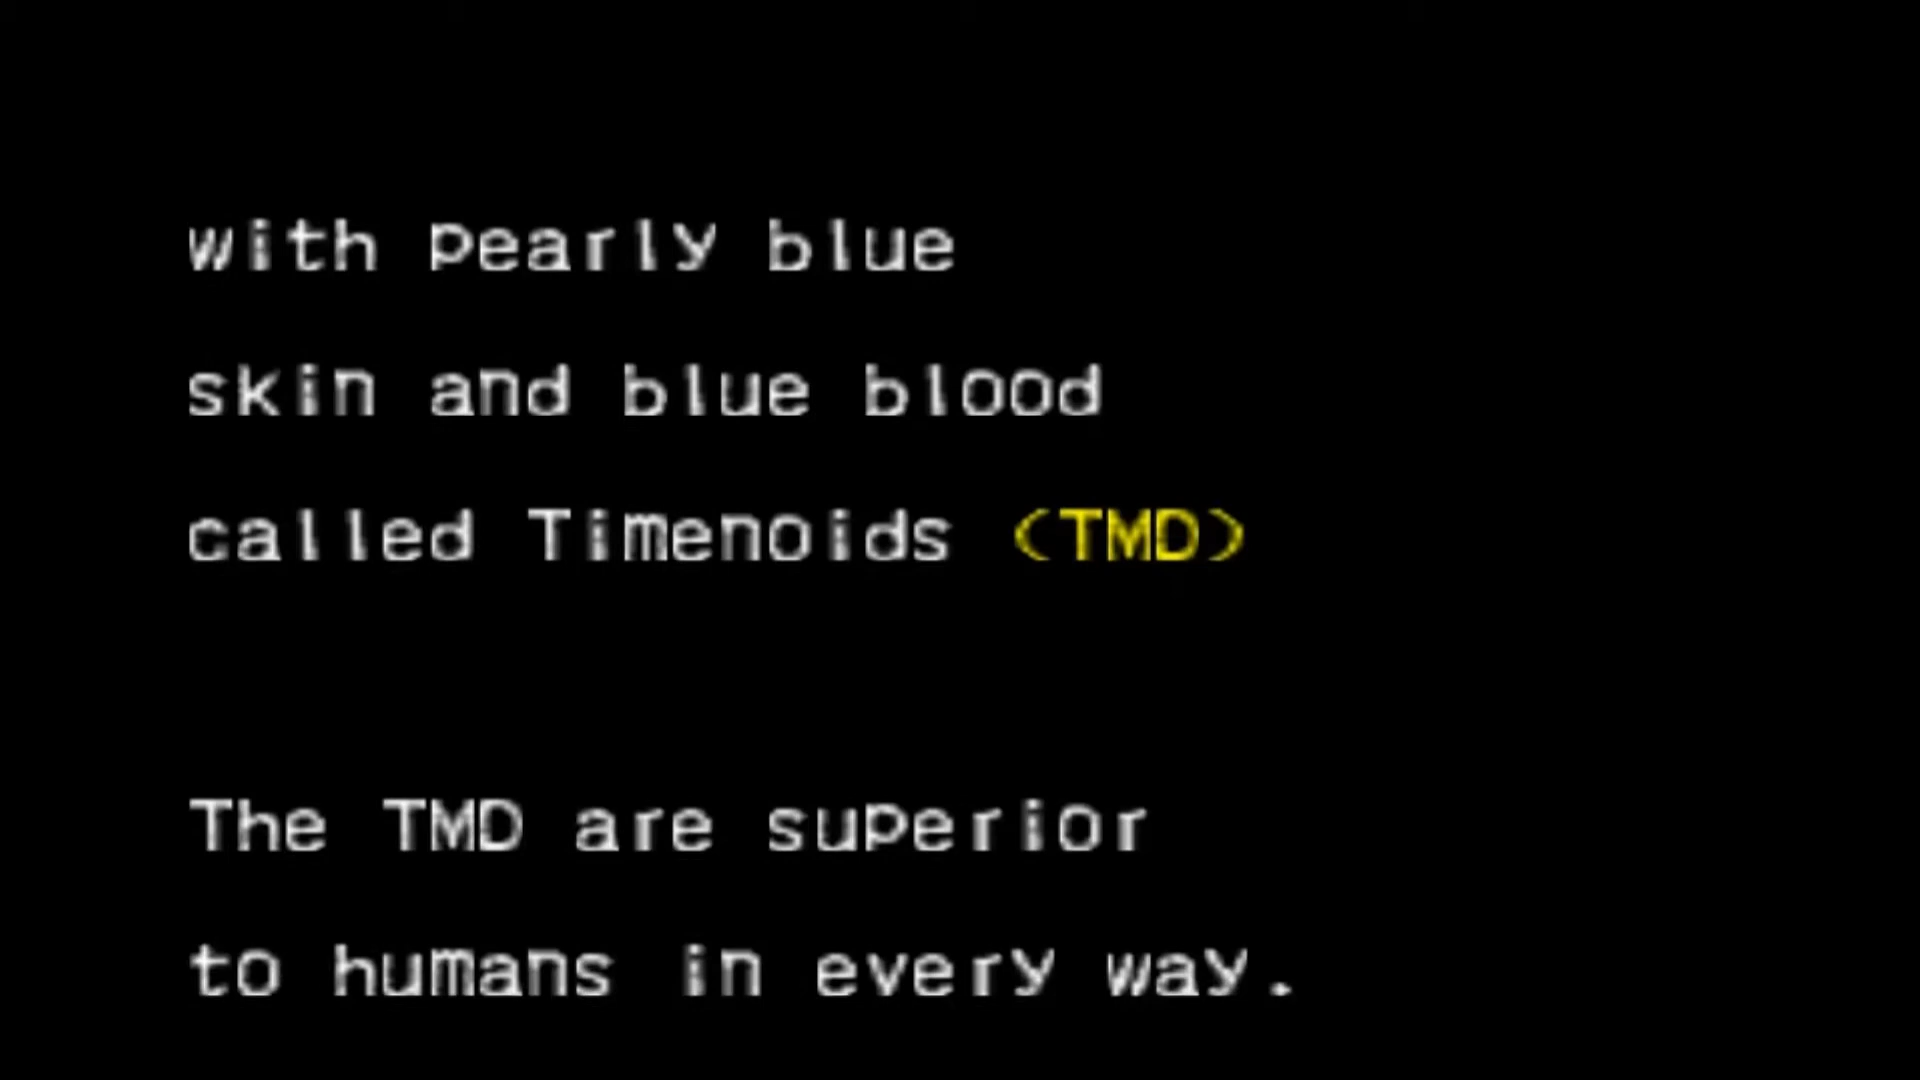 with pearly blue
skin and blue blood
called Timenoids (TMD)
The TMD are superior
to humans in every way.